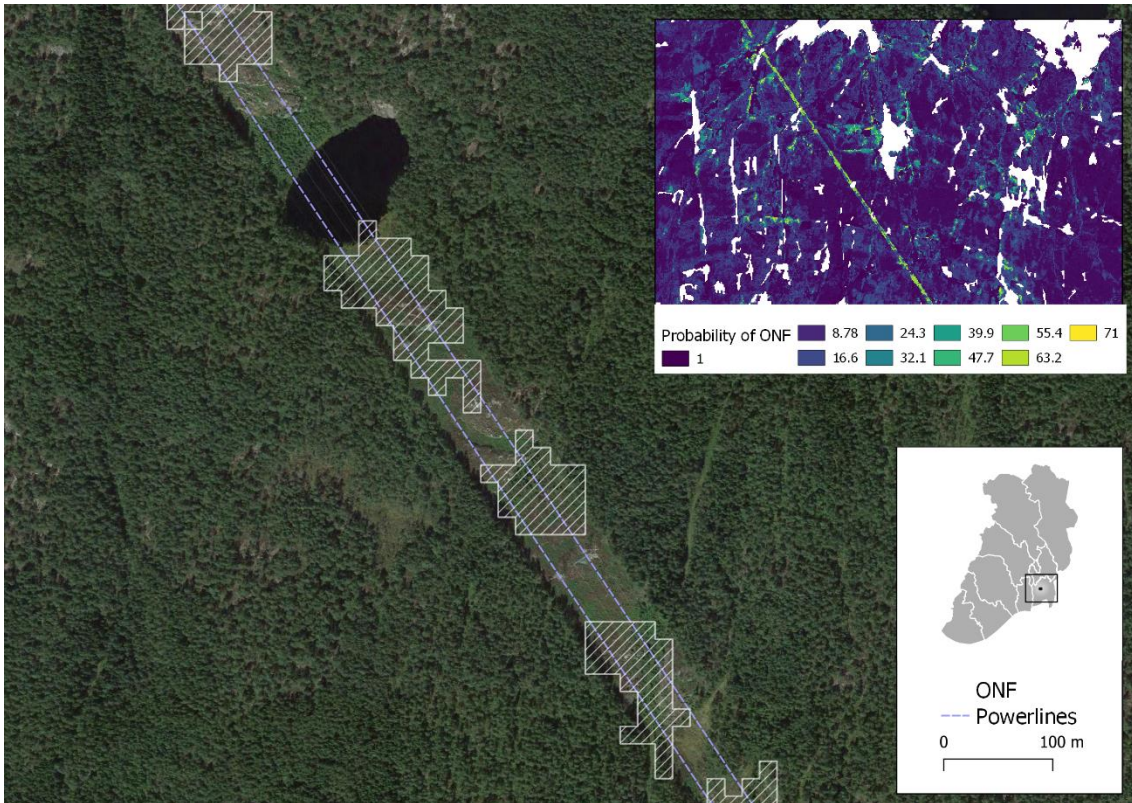 Probability of ONF
1
8.78
16.6
24.3
32.1
39.9
47.7
55.4
63.2
71
ONF
Powerlines
0 100 m